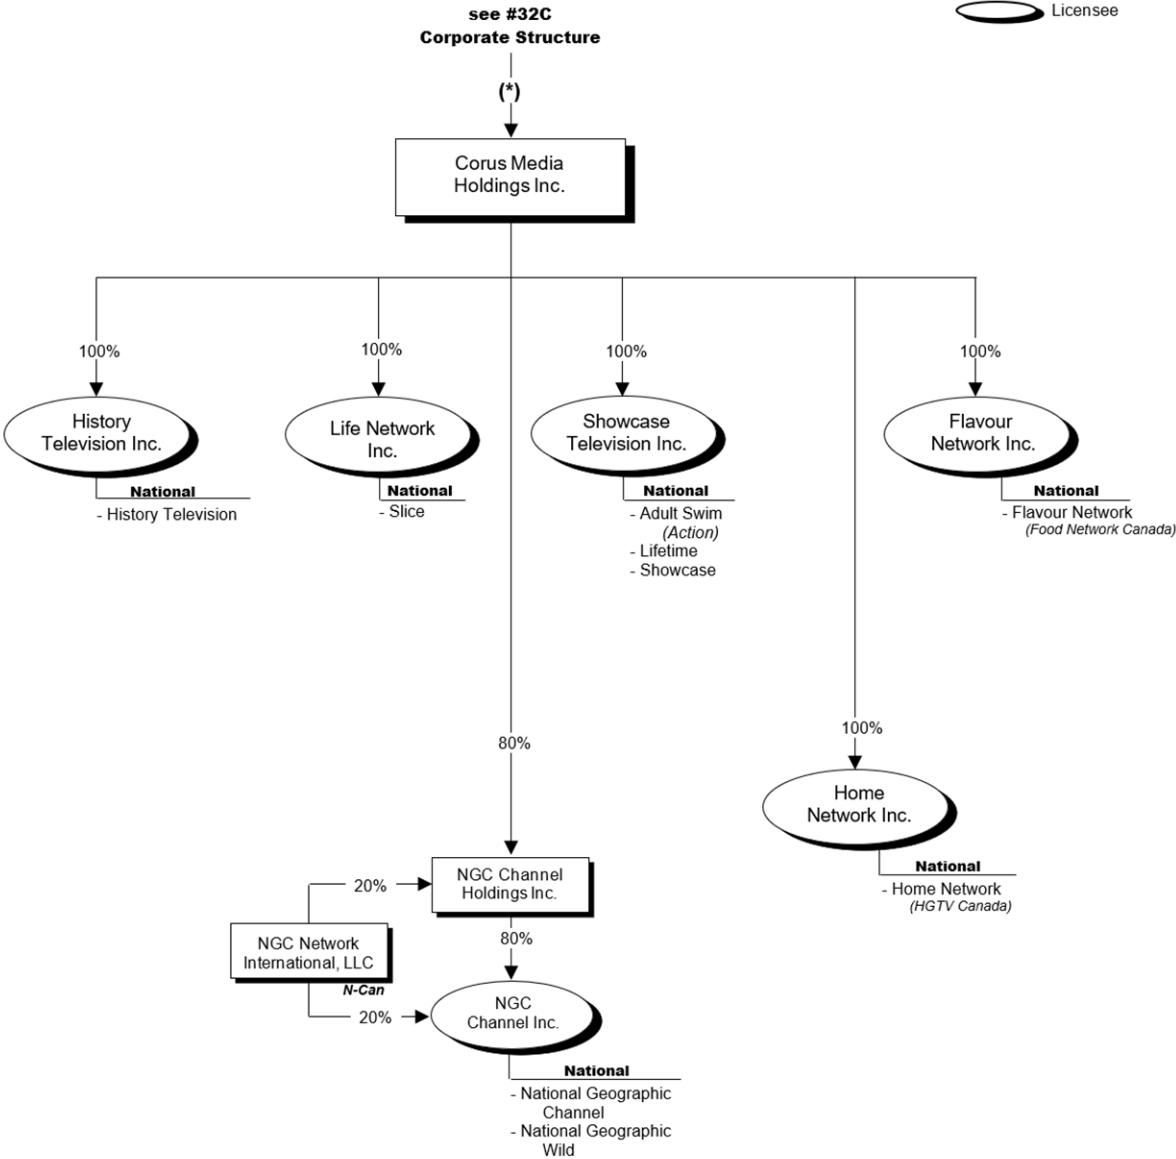 see #32C
Corporate Structure
Licensee
(*)
Corus Media
Holdings Inc.
100%
100%
100%
100%
History
Television Inc.
Life Network
Inc.
Showcase
Television Inc.
Flavour
Network Inc.
National
- History Television
National
- Slice
National
- Adult Swim
(Action)
- Lifetime
- Showcase
National
- Flavour Network
(Food Network Canada)
80%
100%
Home
Network Inc.
National
- Home Network
(HGTV Canada)
NGC Channel
Holdings Inc.
20%
80%
NGC Network
International, LLC
N-Can
20%
NGC
Channel Inc.
National
- National Geographic
Channel
- National Geographic
Wild